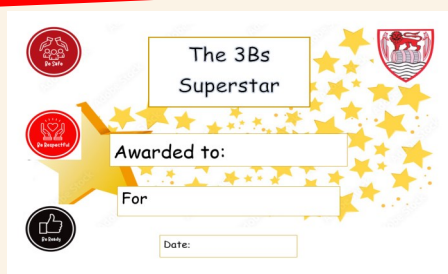 The 3Bs
Superstar
Be Safe
Be Respectful
Awarded to:
For
Be Ready
Date: